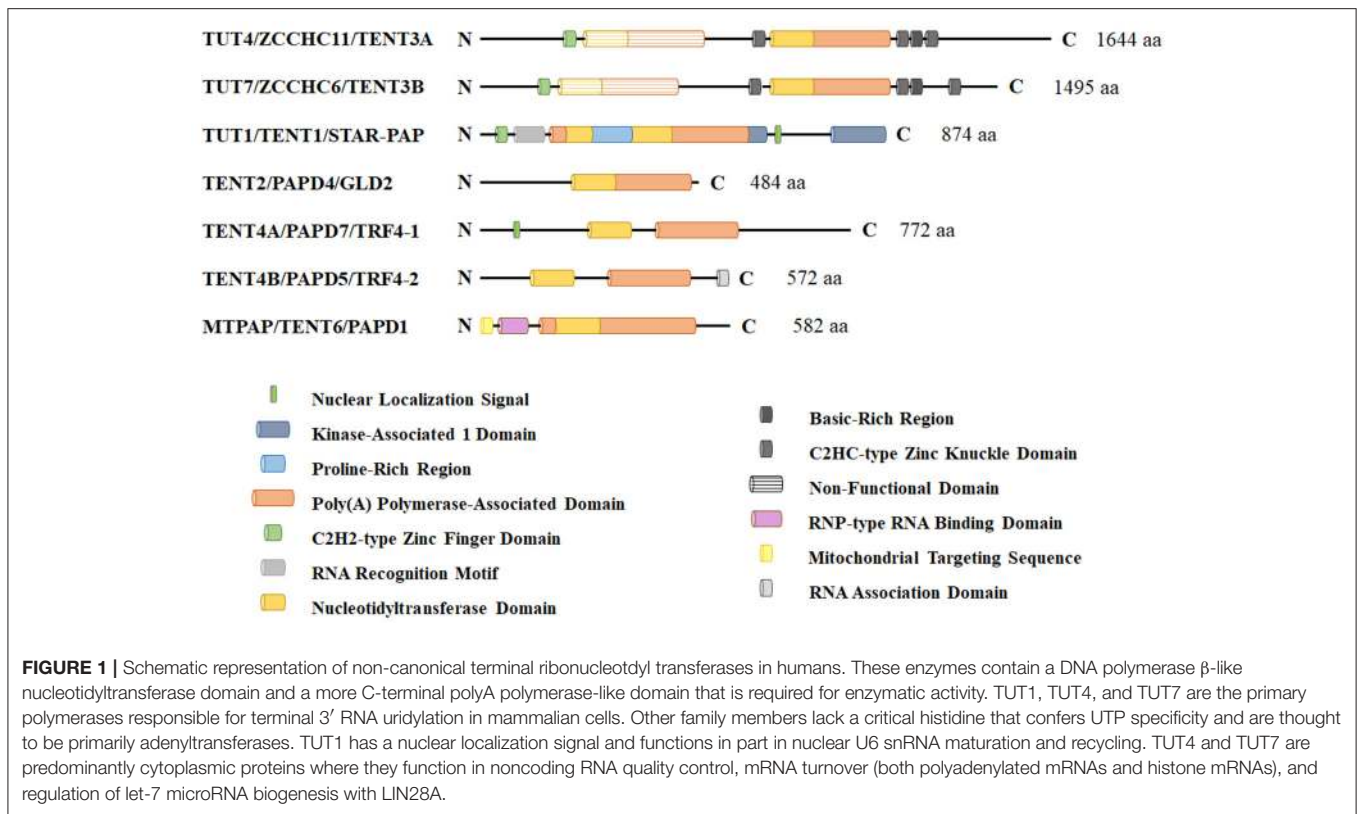 TUT4/ZCCHC11/TENT3A N C 1644 aa
TUT7/ZCCHC6/TENT3B N C 1495 aa
TUT1/TENT1/STAR-PAP N C 874 aa
TENT2/PAPD4/GLD2 N C 484 aa
TENT4A/PAPD7/TRF4-1 N C 772 aa
TENT4B/PAPD5/TRF4-2 N C 572 aa
MTPAP/TENT6/PAPD1 N C 582 aa
Nuclear Localization Signal
Kinase-Associated 1 Domain
Proline-Rich Region
Poly(A) Polymerase-Associated Domain
C2H2-type Zinc Finger Domain
RNA Recognition Motif
Nucleotidyltransferase Domain
Basic-Rich Region
C2HC-type Zinc Knuckle Domain
Non-Functional Domain
RNP-type RNA Binding Domain
Mitochondrial Targeting Sequence
RNA Association Domain
FIGURE 1 | Schematic representation of non-canonical terminal ribonucleotdyl transferases in humans. These enzymes contain a DNA polymerase β-like
nucleotidyltransferase domain and a more C-terminal polyA polymerase-like domain that is required for enzymatic activity. TUT1, TUT4, and TUT7 are the primary
polymerases responsible for terminal 3′ RNA uridylation in mammalian cells. Other family members lack a critical histidine that confers UTP specificity and are thought
to be primarily adenyltransferases. TUT1 has a nuclear localization signal and functions in part in nuclear U6 snRNA maturation and recycling. TUT4 and TUT7 are
predominantly cytoplasmic proteins where they function in noncoding RNA quality control, mRNA turnover (both polyadenylated mRNAs and histone mRNAs), and
regulation of let-7 microRNA biogenesis with LIN28A.